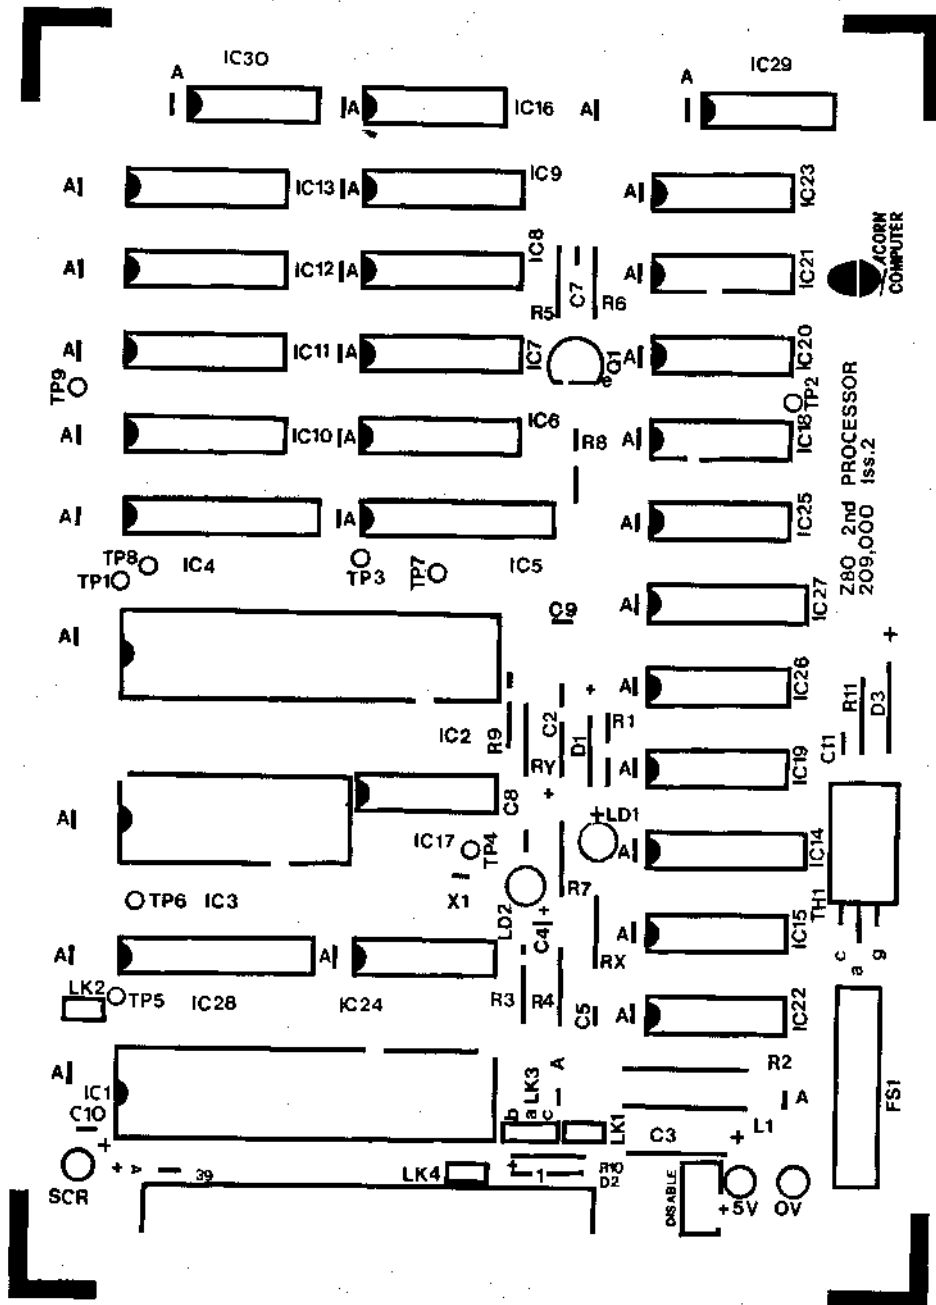 IC30
IC29
A
A
A
IC16
A
A
IC13
A
IC9
A
IC23
A
IC12
A
IC8
A
IC21
ACORN
COMPUTER
R5
C7
R6
A
IC11
A
IC7
Q1
e
A
IC20
TP9
TP2
A
IC10
A
IC6
R8
A
IC18
Z80 2nd PROCESSOR
209,000 Iss.2
A
A
A
IC25
TP8
IC4
TP3
TP7
IC5
TP1
A
IC27
C9
A
+
IC2
R9
C2
+
R1
A
IC26
R11
D3
RY
D1
C11
+
A
IC19
A
C8
IC17
TP4
+LD1
A
IC14
X1
R7
TH1
TP6
IC3
LD2
C4
+
A
A
RX
A
IC15
c
a
g
LK2
TP5
IC28
IC24
R3
R4
C5
A
IC22
A
IC1
C10
+
A
LK3
b
a
c
LK1
R2
A
L1
C3
+
FS1
SCR
+
A
39
LK4
+
1
R10
D2
DISABLE
+5V
0V